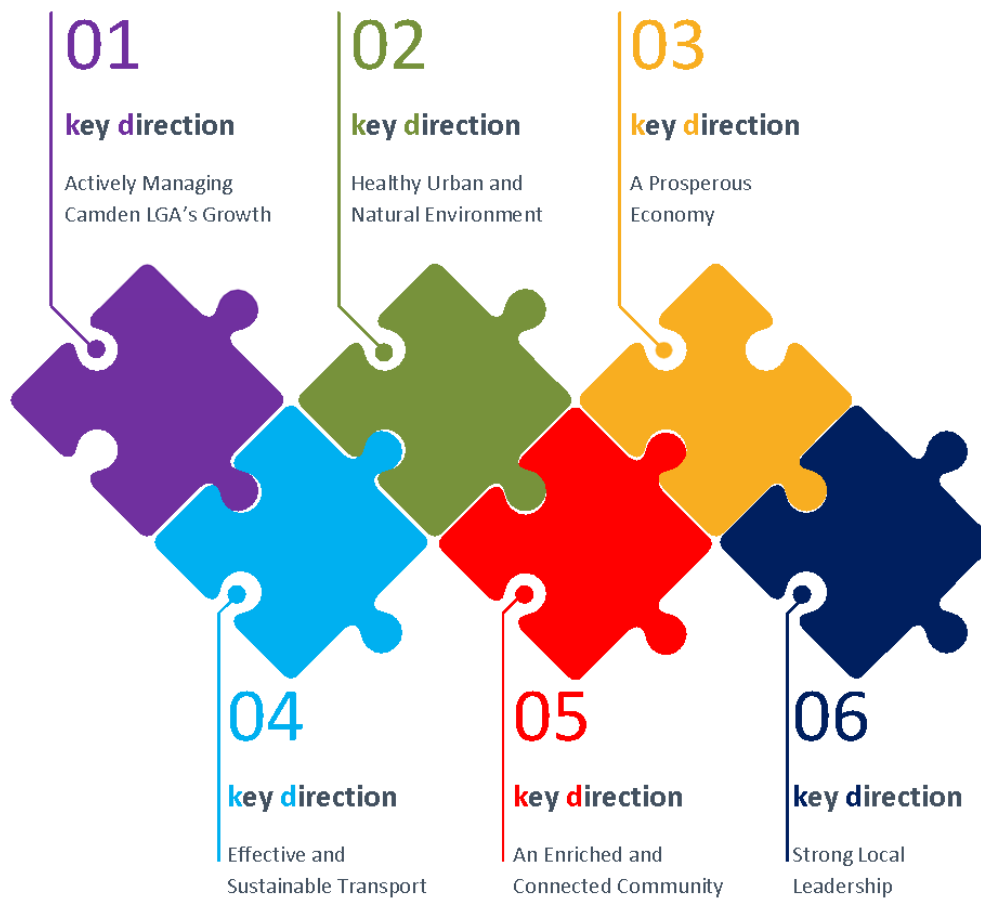 01
key direction
Actively Managing
Camden LGA's Growth
02
key direction
Healthy Urban and
Natural Environment
03
key direction
A Prosperous
Economy
04
key direction
Effective and
Sustainable Transport
05
key direction
An Enriched and
Connected Community
06
key direction
Strong Local
Leadership